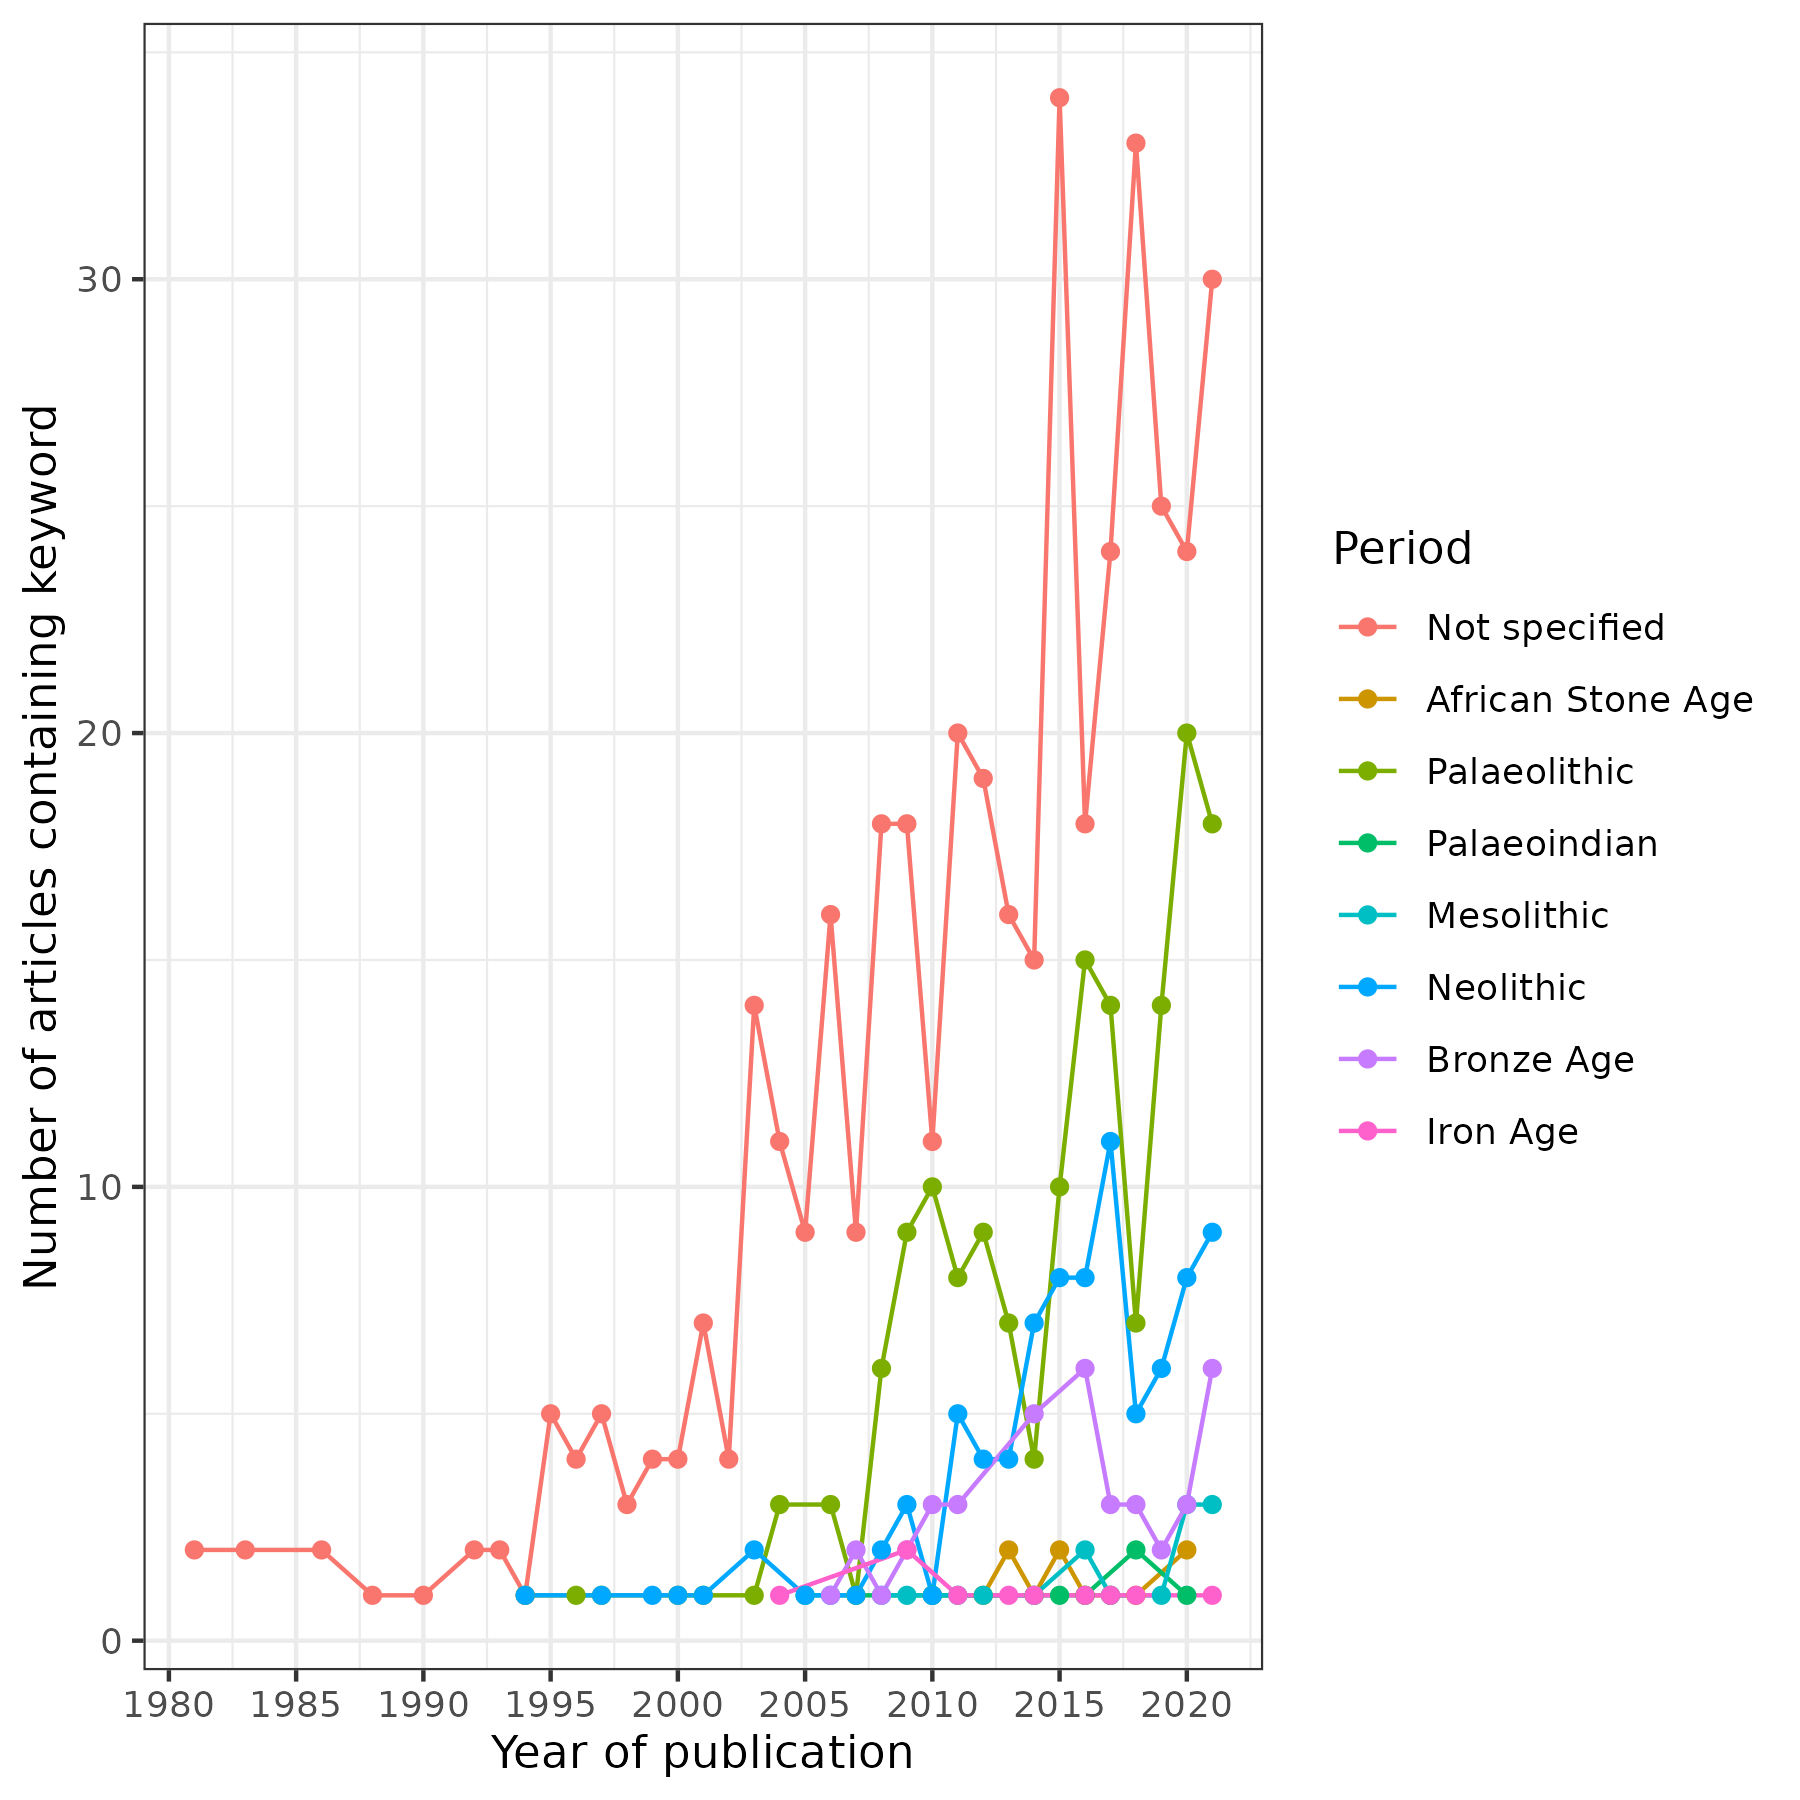 Number of articles containing keyword
30
20
10
0
1980 1985 1990 1995 2000 2005 2010 2015 2020
Year of publication
Period
Not specified
African Stone Age
Palaeolithic
Palaeoindian
Mesolithic
Neolithic
Bronze Age
Iron Age